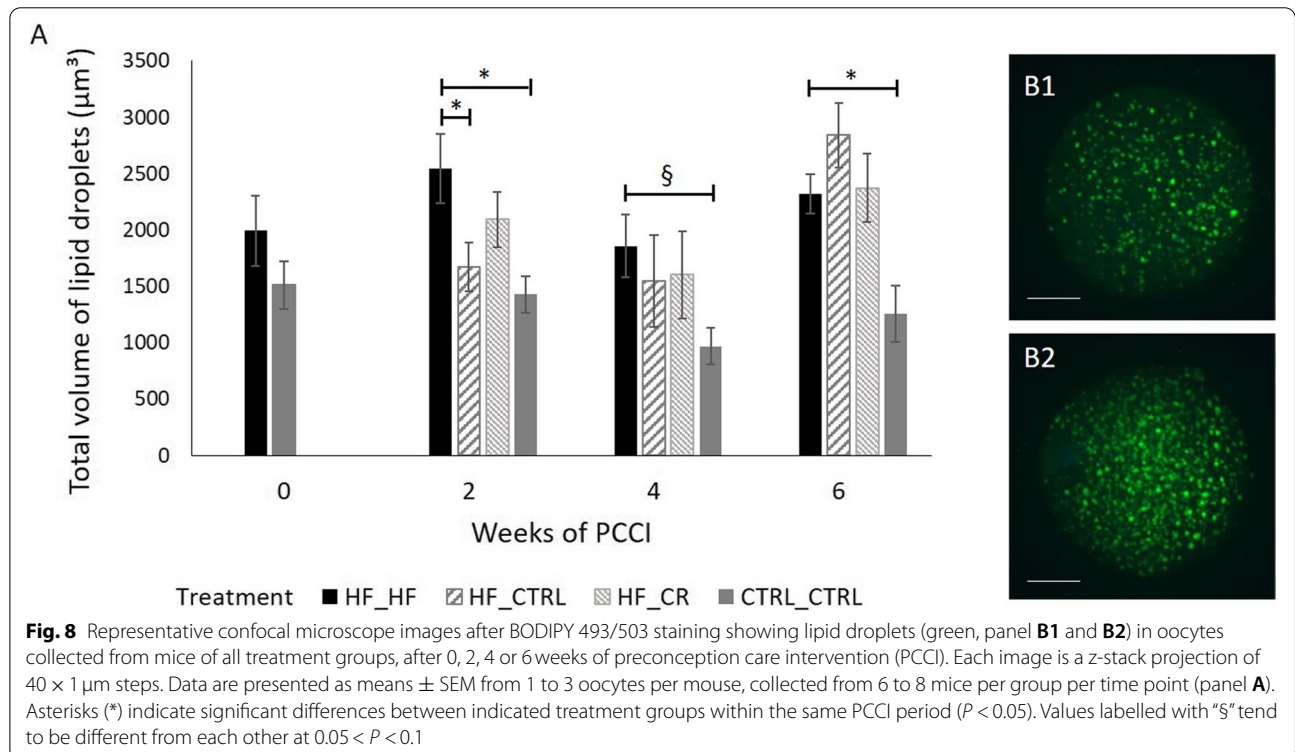 A
Total volume of lipid droplets (µm³)
3500
3000
2500
2000
1500
1000
500
0
* *
§
*
0 2 4 6
Weeks of PCCI
Treatment HF_HF HF_CTRL HF_CR CTRL_CTRL
B1
B2
Fig. 8 Representative confocal microscope images after BODIPY 493/503 staining showing lipid droplets (green, panel B1 and B2) in oocytes
collected from mice of all treatment groups, after 0, 2, 4 or 6 weeks of preconception care intervention (PCCI). Each image is a z-stack projection of
40 × 1 µm steps. Data are presented as means ± SEM from 1 to 3 oocytes per mouse, collected from 6 to 8 mice per group per time point (panel A).
Asterisks (*) indicate significant differences between indicated treatment groups within the same PCCI period (P < 0.05). Values labelled with “§” tend
to be different from each other at 0.05 < P < 0.1